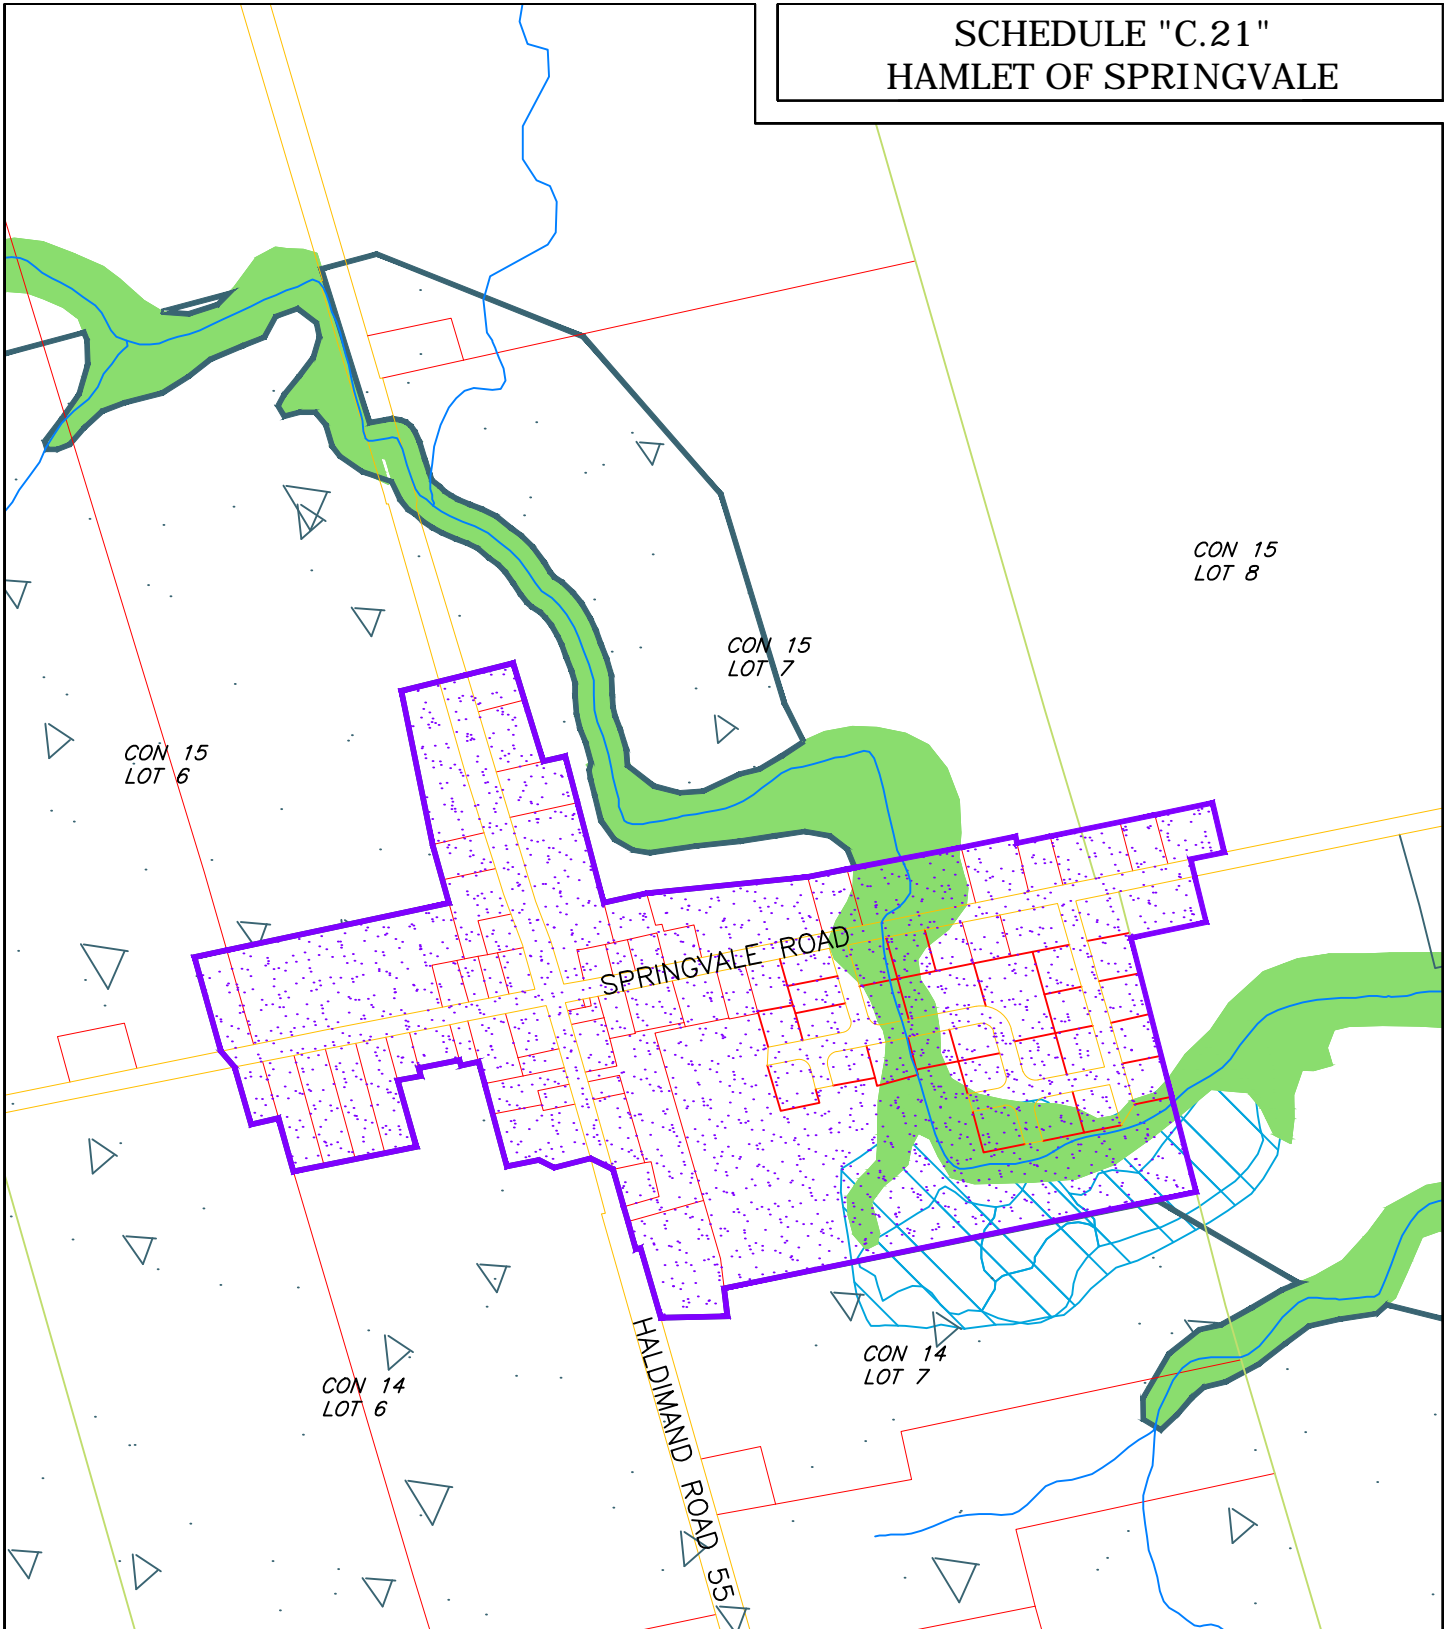 SCHEDULE "C.21"
HAMLET OF SPRINGVALE
CON 15
LOT 8
CON 15
LOT 7
CON 15
LOT 6
SPRINGVALE ROAD
CON 14
LOT 7
CON 14
LOT 6
HALDIMAND ROAD 55